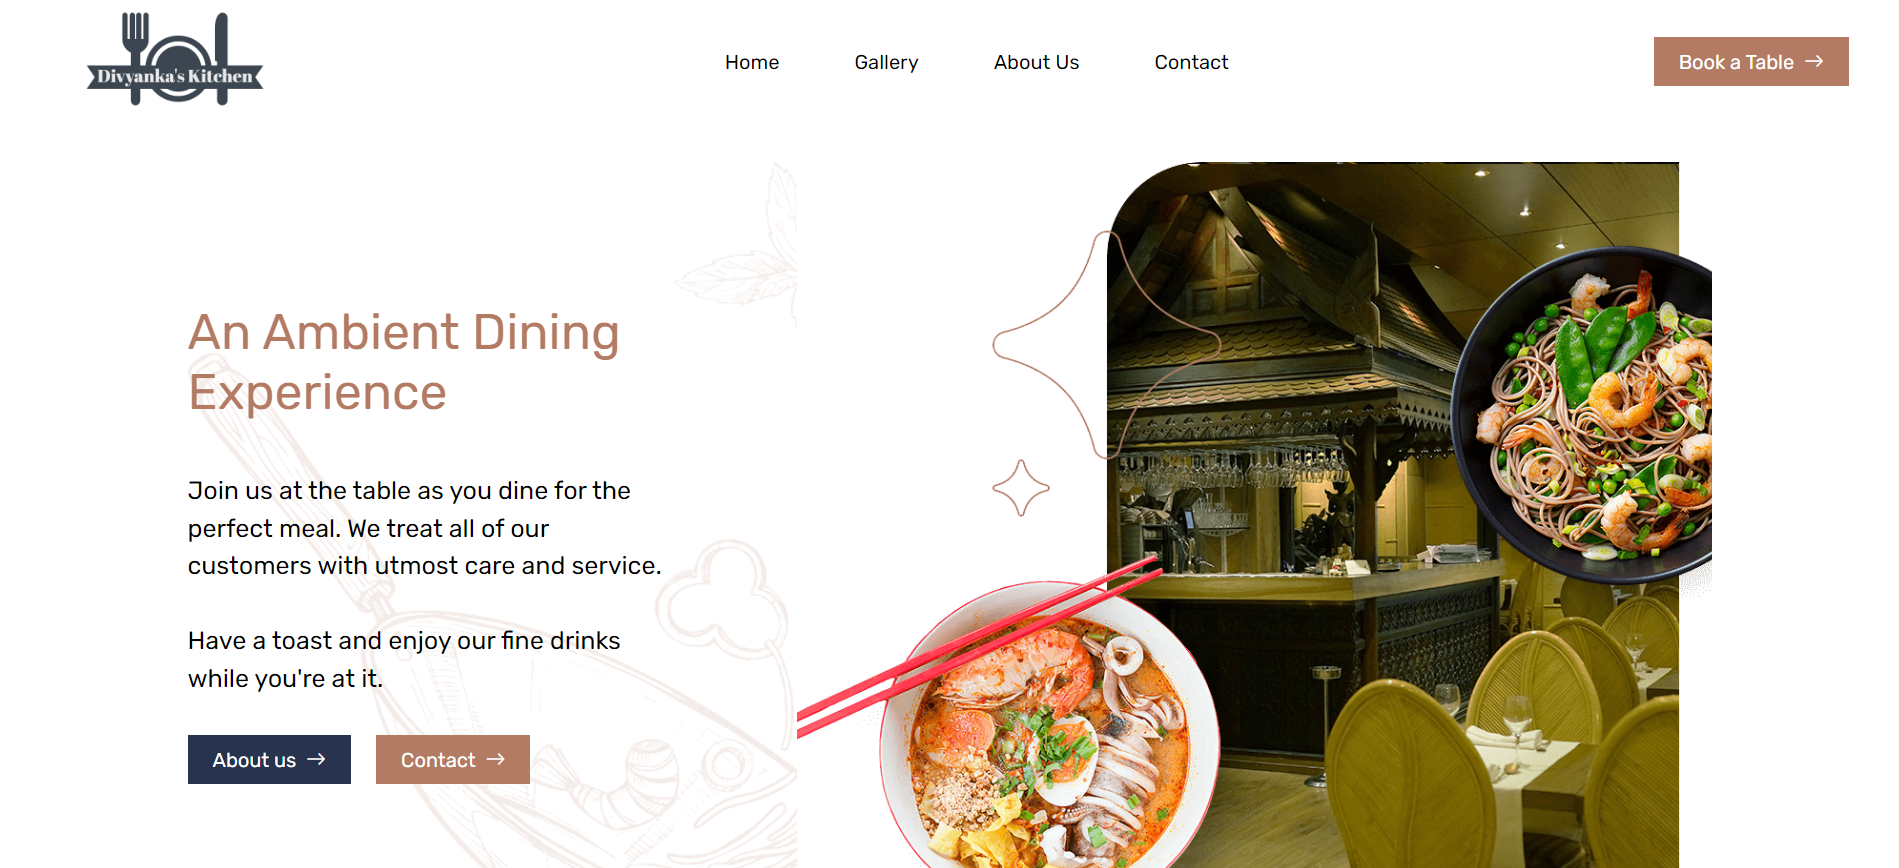 Divyanka's Kitchen
Home
Gallery
About Us
Contact
Book a Table
An Ambient Dining
Experience
Join us at the table as you dine for the
perfect meal. We treat all of our
customers with utmost care and service.
Have a toast and enjoy our fine drinks
while you're at it.
About us
Contact